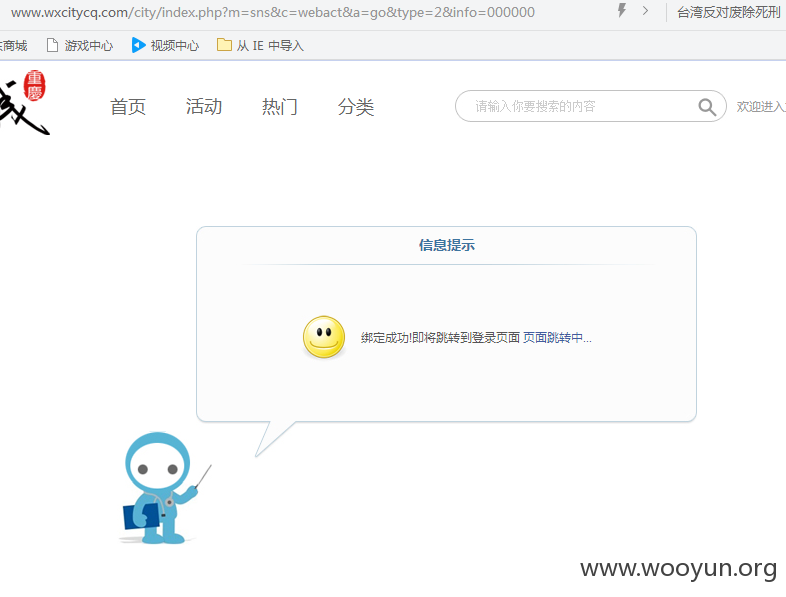 www.wxcitycq.com/city/index.php?m=sns&c=webact&a=go&type=2&info=000000
台湾反对废除死刑
商城 游戏中心 视频中心 从 IE 中导入
重慶
首页 活动 热门 分类
请输入你要搜索的内容
欢迎进入
信息提示
绑定成功!即将跳转到登录页面 页面跳转中...
www.wooyun.org